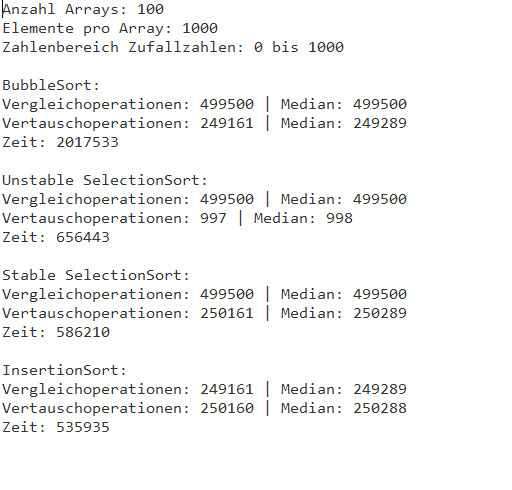 Anzahl Arrays: 100
Elemente pro Array: 1000
Zahlenbereich Zufallzahlen: 0 bis 1000
BubbleSort:
Vergleichoperationen: 499500 | Median: 499500
Vertauschoperationen: 249161 | Median: 249289
Zeit: 2017533
Unstable SelectionSort:
Vergleichoperationen: 499500 | Median: 499500
Vertauschoperationen: 997 | Median: 998
Zeit: 656443
Stable SelectionSort:
Vergleichoperationen: 499500 | Median: 499500
Vertauschoperationen: 250161 | Median: 250289
Zeit: 586210
InsertionSort:
Vergleichoperationen: 249161 | Median: 249289
Vertauschoperationen: 250160 | Median: 250288
Zeit: 535935